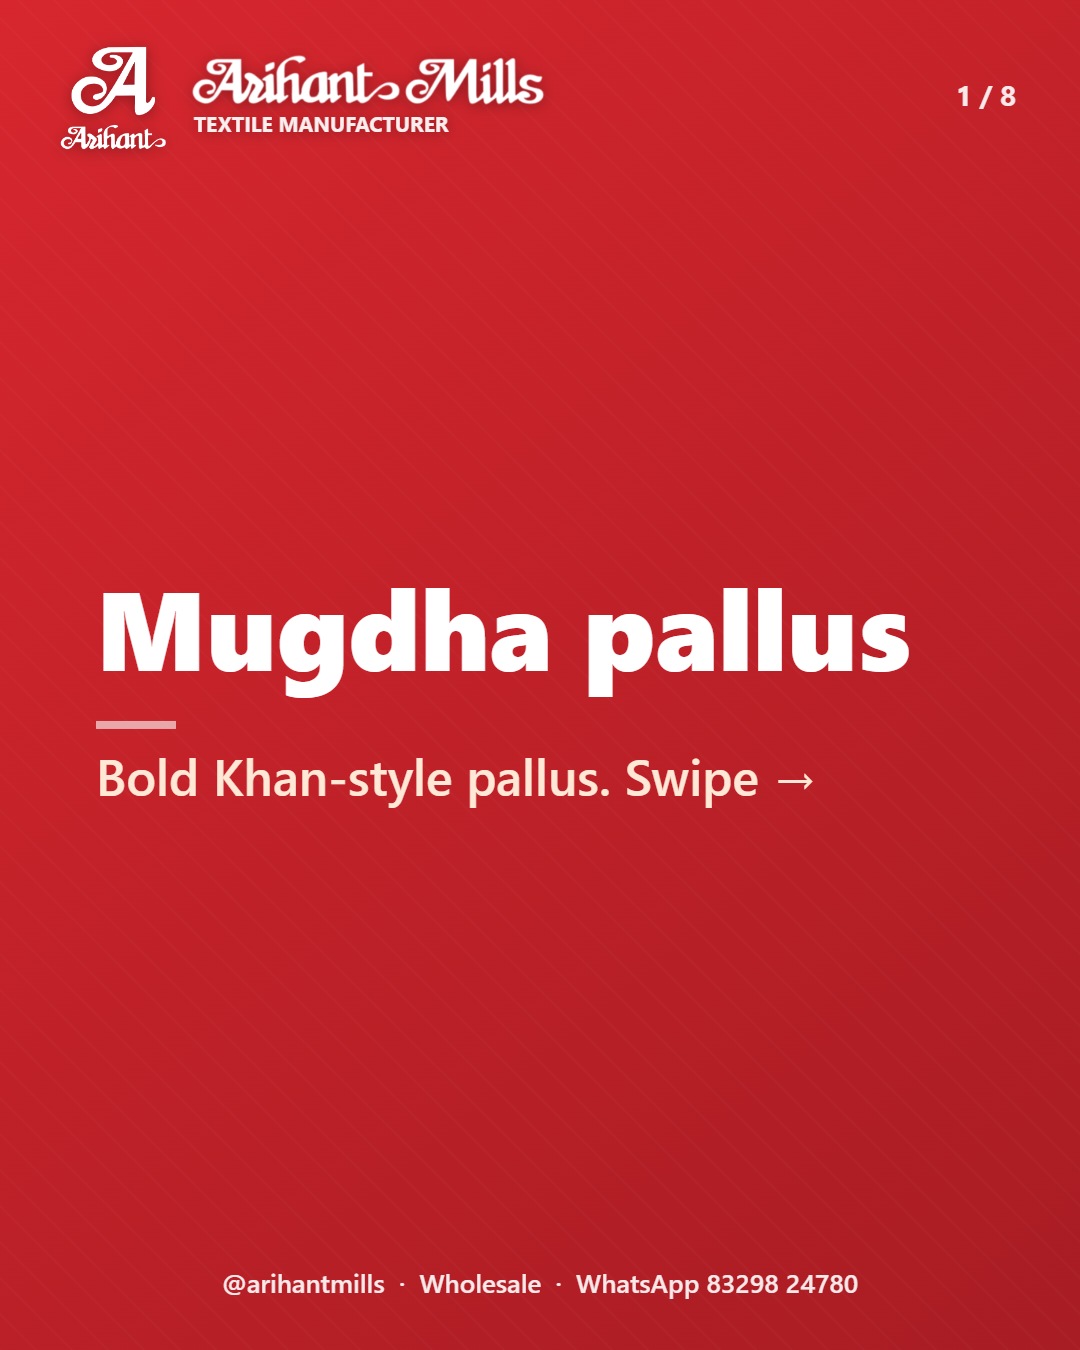 A
Arihant
Arihant Mills
TEXTILE MANUFACTURER
1 / 8
Mugdha pallus
Bold Khan-style pallus. Swipe →
@arihantmills · Wholesale · WhatsApp 83298 24780